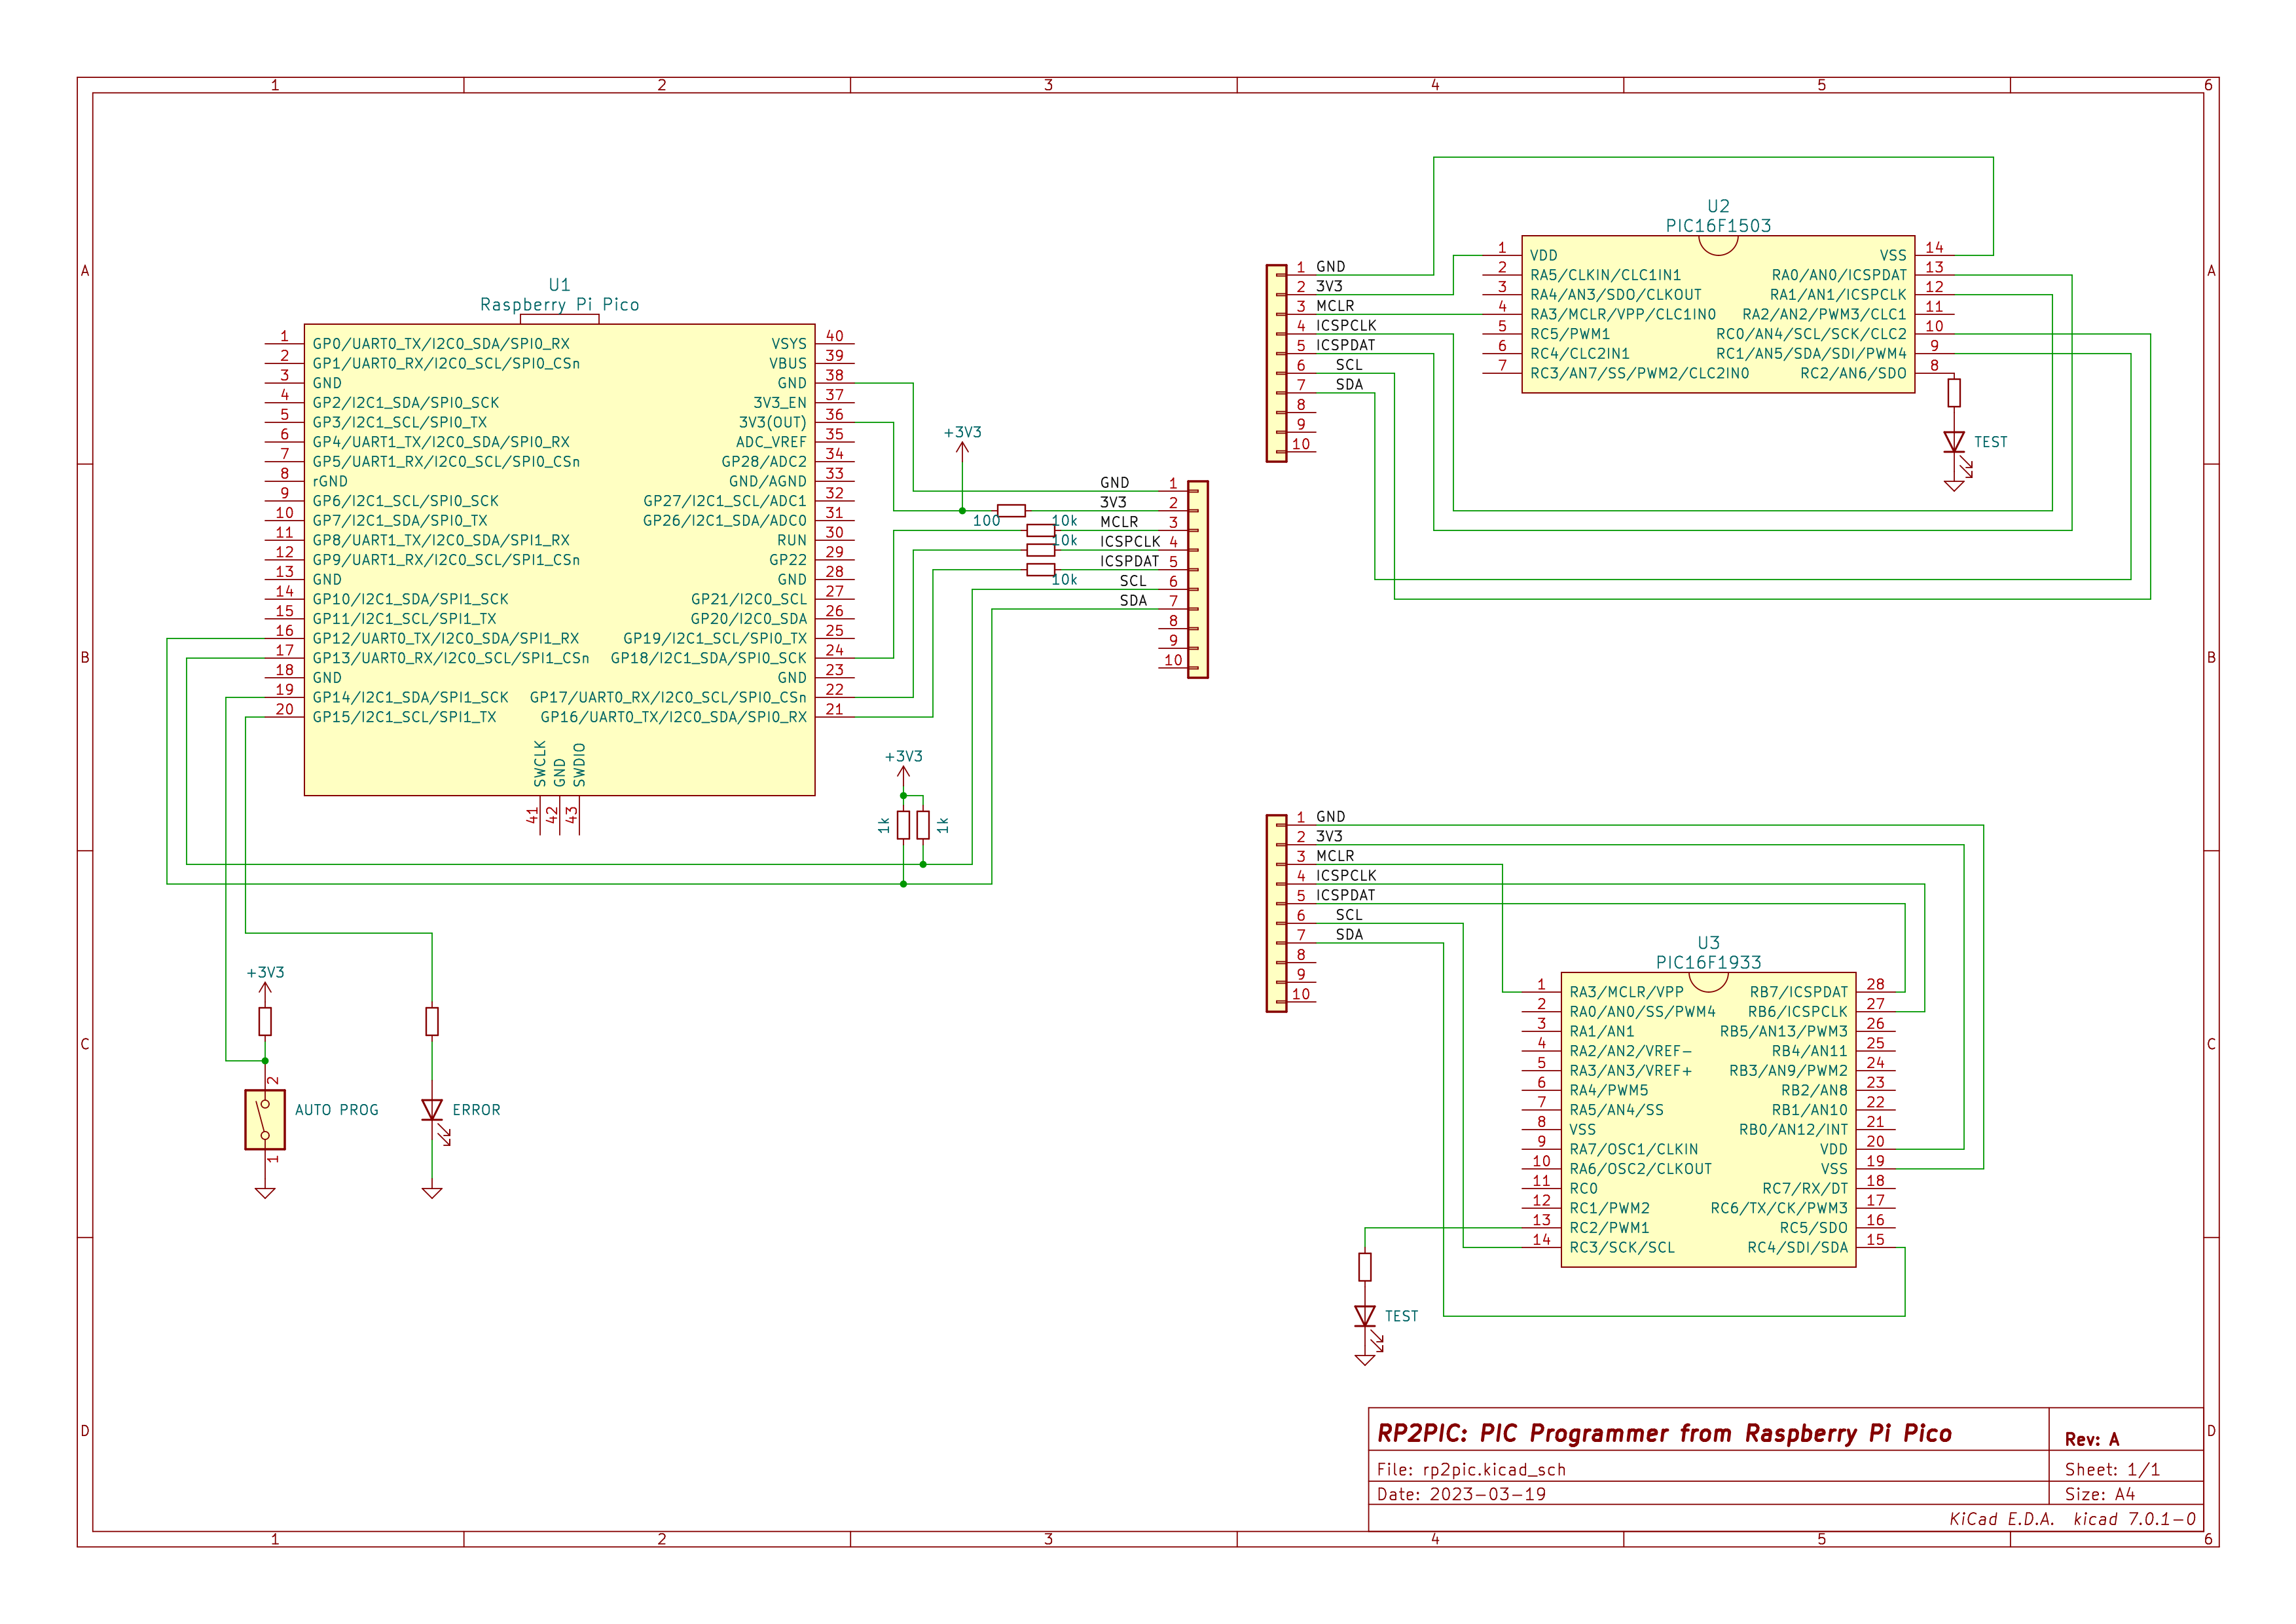 1 2 3 4 5 6
A
B
C
D
U1
Raspberry Pi Pico
1 GP0/UART0_TX/I2C0_SDA/SPI0_RX VSYS 40
2 GP1/UART0_RX/I2C0_SCL/SPI0_CSn VBUS 39
3 GND GND 38
4 GP2/I2C1_SDA/SPI0_SCK 3V3_EN 37
5 GP3/I2C1_SCL/SPI0_TX 3V3(OUT) 36
6 GP4/UART1_TX/I2C0_SDA/SPI0_RX ADC_VREF 35
7 GP5/UART1_RX/I2C0_SCL/SPI0_CSn GP28/ADC2 34
8 rGND GND/AGND 33
9 GP6/I2C1_SCL/SPI0_SCK GP27/I2C1_SCL/ADC1 32
10 GP7/I2C1_SDA/SPI0_TX GP26/I2C1_SDA/ADC0 31
11 GP8/UART1_TX/I2C0_SDA/SPI1_RX RUN 30
12 GP9/UART1_RX/I2C0_SCL/SPI1_CSn GP22 29
13 GND GND 28
14 GP10/I2C1_SDA/SPI1_SCK GP21/I2C0_SCL 27
15 GP11/I2C1_SCL/SPI1_TX GP20/I2C0_SDA 26
16 GP12/UART0_TX/I2C0_SDA/SPI1_RX GP19/I2C1_SCL/SPI0_TX 25
17 GP13/UART0_RX/I2C0_SCL/SPI1_CSn GP18/I2C1_SDA/SPI0_SCK 24
18 GND GND 23
19 GP14/I2C1_SDA/SPI1_SCK GP17/UART0_RX/I2C0_SCL/SPI0_CSn 22
20 GP15/I2C1_SCL/SPI1_TX GP16/UART0_TX/I2C0_SDA/SPI0_RX 21
SWCLK GND SWDIO
41 42 43
+3V3
100
10k
10k
10k
GND 1
3V3 2
MCLR 3
ICSPCLK 4
ICSPDAT 5
SCL 6
SDA 7
8
9
10
+3V3
1k 1k
+3V3
2
1
AUTO PROG
ERROR
1 GND
2 3V3
3 MCLR
4 ICSPCLK
5 ICSPDAT
6 SCL
7 SDA
8
9
10
U2
PIC16F1503
1 VDD VSS 14
2 RA5/CLKIN/CLC1IN1 RA0/AN0/ICSPDAT 13
3 RA4/AN3/SDO/CLKOUT RA1/AN1/ICSPCLK 12
4 RA3/MCLR/VPP/CLC1IN0 RA2/AN2/PWM3/CLC1 11
5 RC5/PWM1 RC0/AN4/SCL/SCK/CLC2 10
6 RC4/CLC2IN1 RC1/AN5/SDA/SDI/PWM4 9
7 RC3/AN7/SS/PWM2/CLC2IN0 RC2/AN6/SDO 8
TEST
1 GND
2 3V3
3 MCLR
4 ICSPCLK
5 ICSPDAT
6 SCL
7 SDA
8
9
10
U3
PIC16F1933
1 RA3/MCLR/VPP RB7/ICSPDAT 28
2 RA0/AN0/SS/PWM4 RB6/ICSPCLK 27
3 RA1/AN1 RB5/AN13/PWM3 26
4 RA2/AN2/VREF- RB4/AN11 25
5 RA3/AN3/VREF+ RB3/AN9/PWM2 24
6 RA4/PWM5 RB2/AN8 23
7 RA5/AN4/SS RB1/AN10 22
8 VSS RB0/AN12/INT 21
9 RA7/OSC1/CLKIN VDD 20
10 RA6/OSC2/CLKOUT VSS 19
11 RC0 RC7/RX/DT 18
12 RC1/PWM2 RC6/TX/CK/PWM3 17
13 RC2/PWM1 RC5/SDO 16
14 RC3/SCK/SCL RC4/SDI/SDA 15
TEST
RP2PIC: PIC Programmer from Raspberry Pi Pico
Rev: A
File: rp2pic.kicad_sch
Sheet: 1/1
Date: 2023-03-19
Size: A4
KiCad E.D.A. kicad 7.0.1-0
A
B
C
D
1 2 3 4 5 6